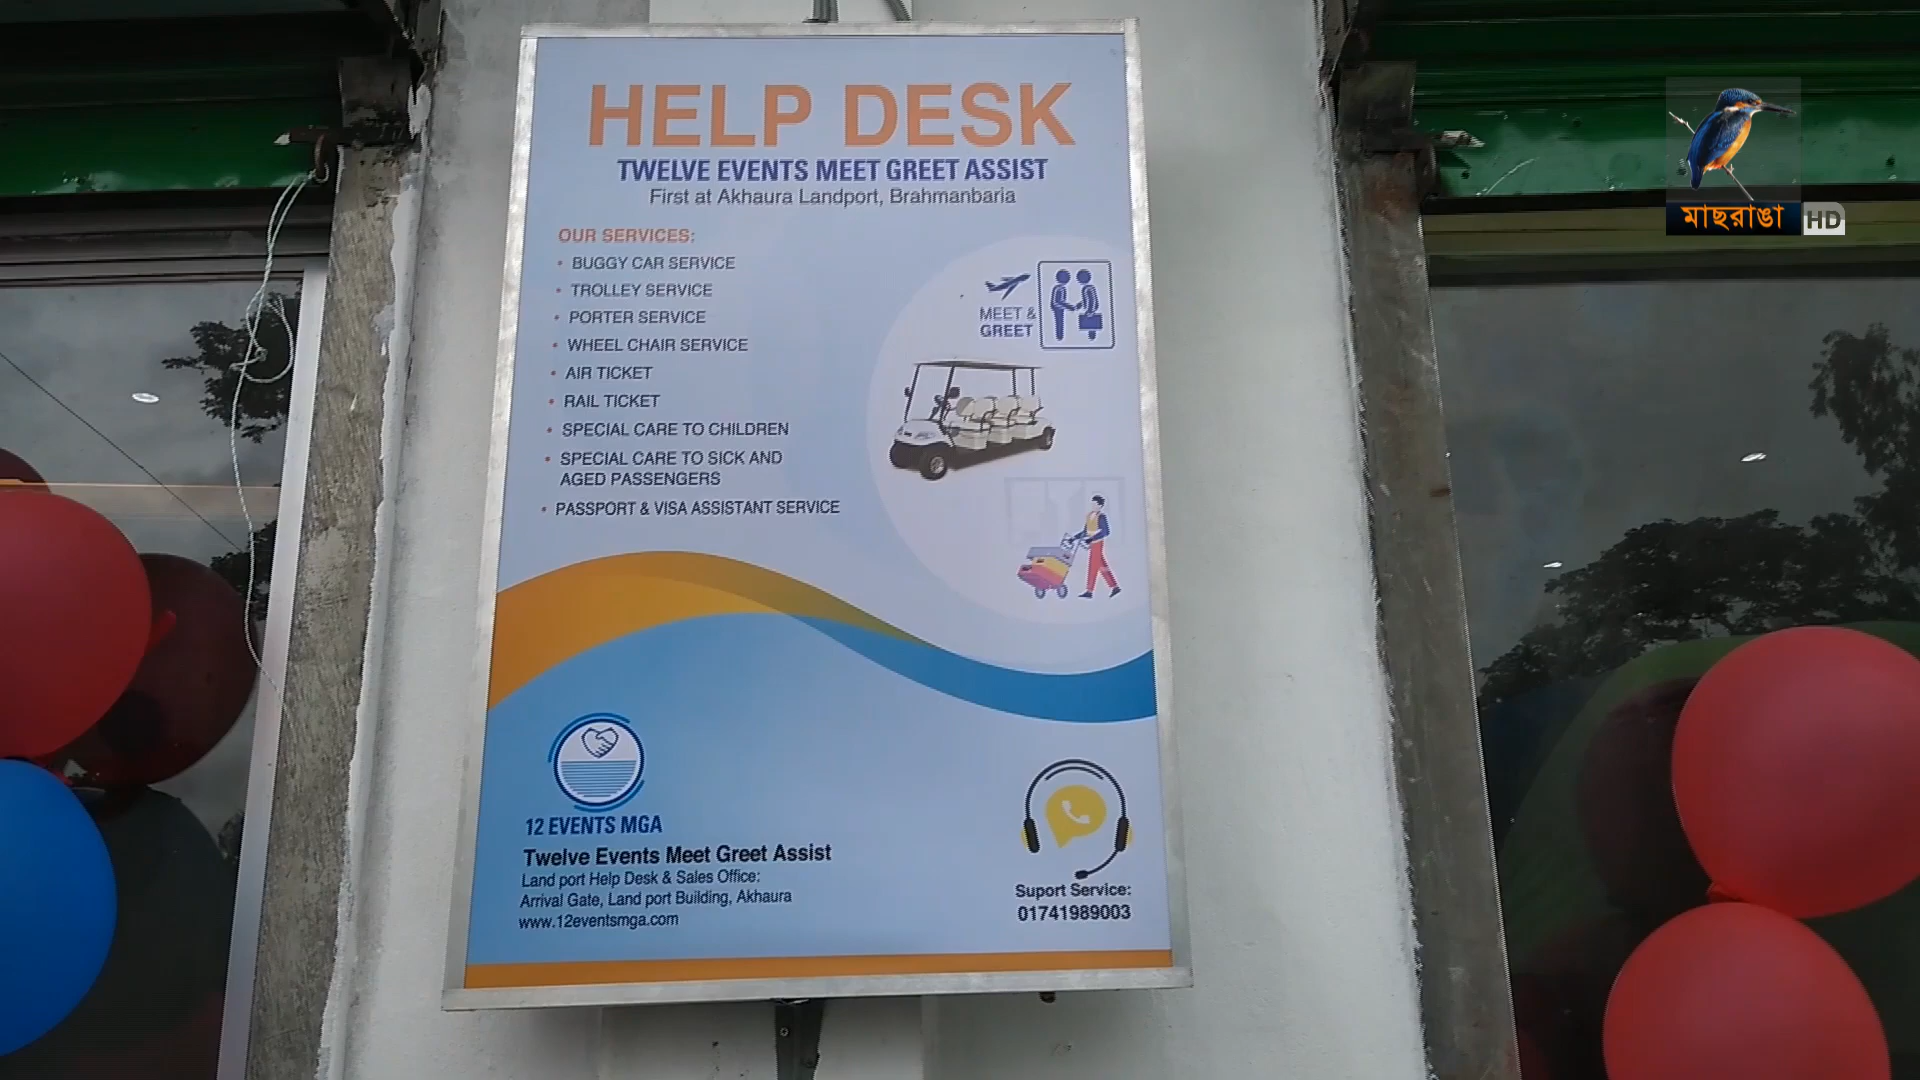 HELP DESK
TWELVE EVENTS MEET GREET ASSIST
First at Akhaura Landport, Brahmanbaria
OUR SERVICES:
• BUGGY CAR SERVICE
• TROLLEY SERVICE
• PORTER SERVICE
• WHEEL CHAIR SERVICE
• AIR TICKET
• RAIL TICKET
• SPECIAL CARE TO CHILDREN
• SPECIAL CARE TO SICK AND
AGED PASSENGERS
• PASSPORT & VISA ASSISTANT SERVICE
MEET &
GREET
12 EVENTS MGA
Twelve Events Meet Greet Assist
Land port Help Desk & Sales Office:
Arrival Gate, Land port Building, Akhaura
www.12eventsmga.com
Suport Service:
01741989003
মাছরাঙা HD